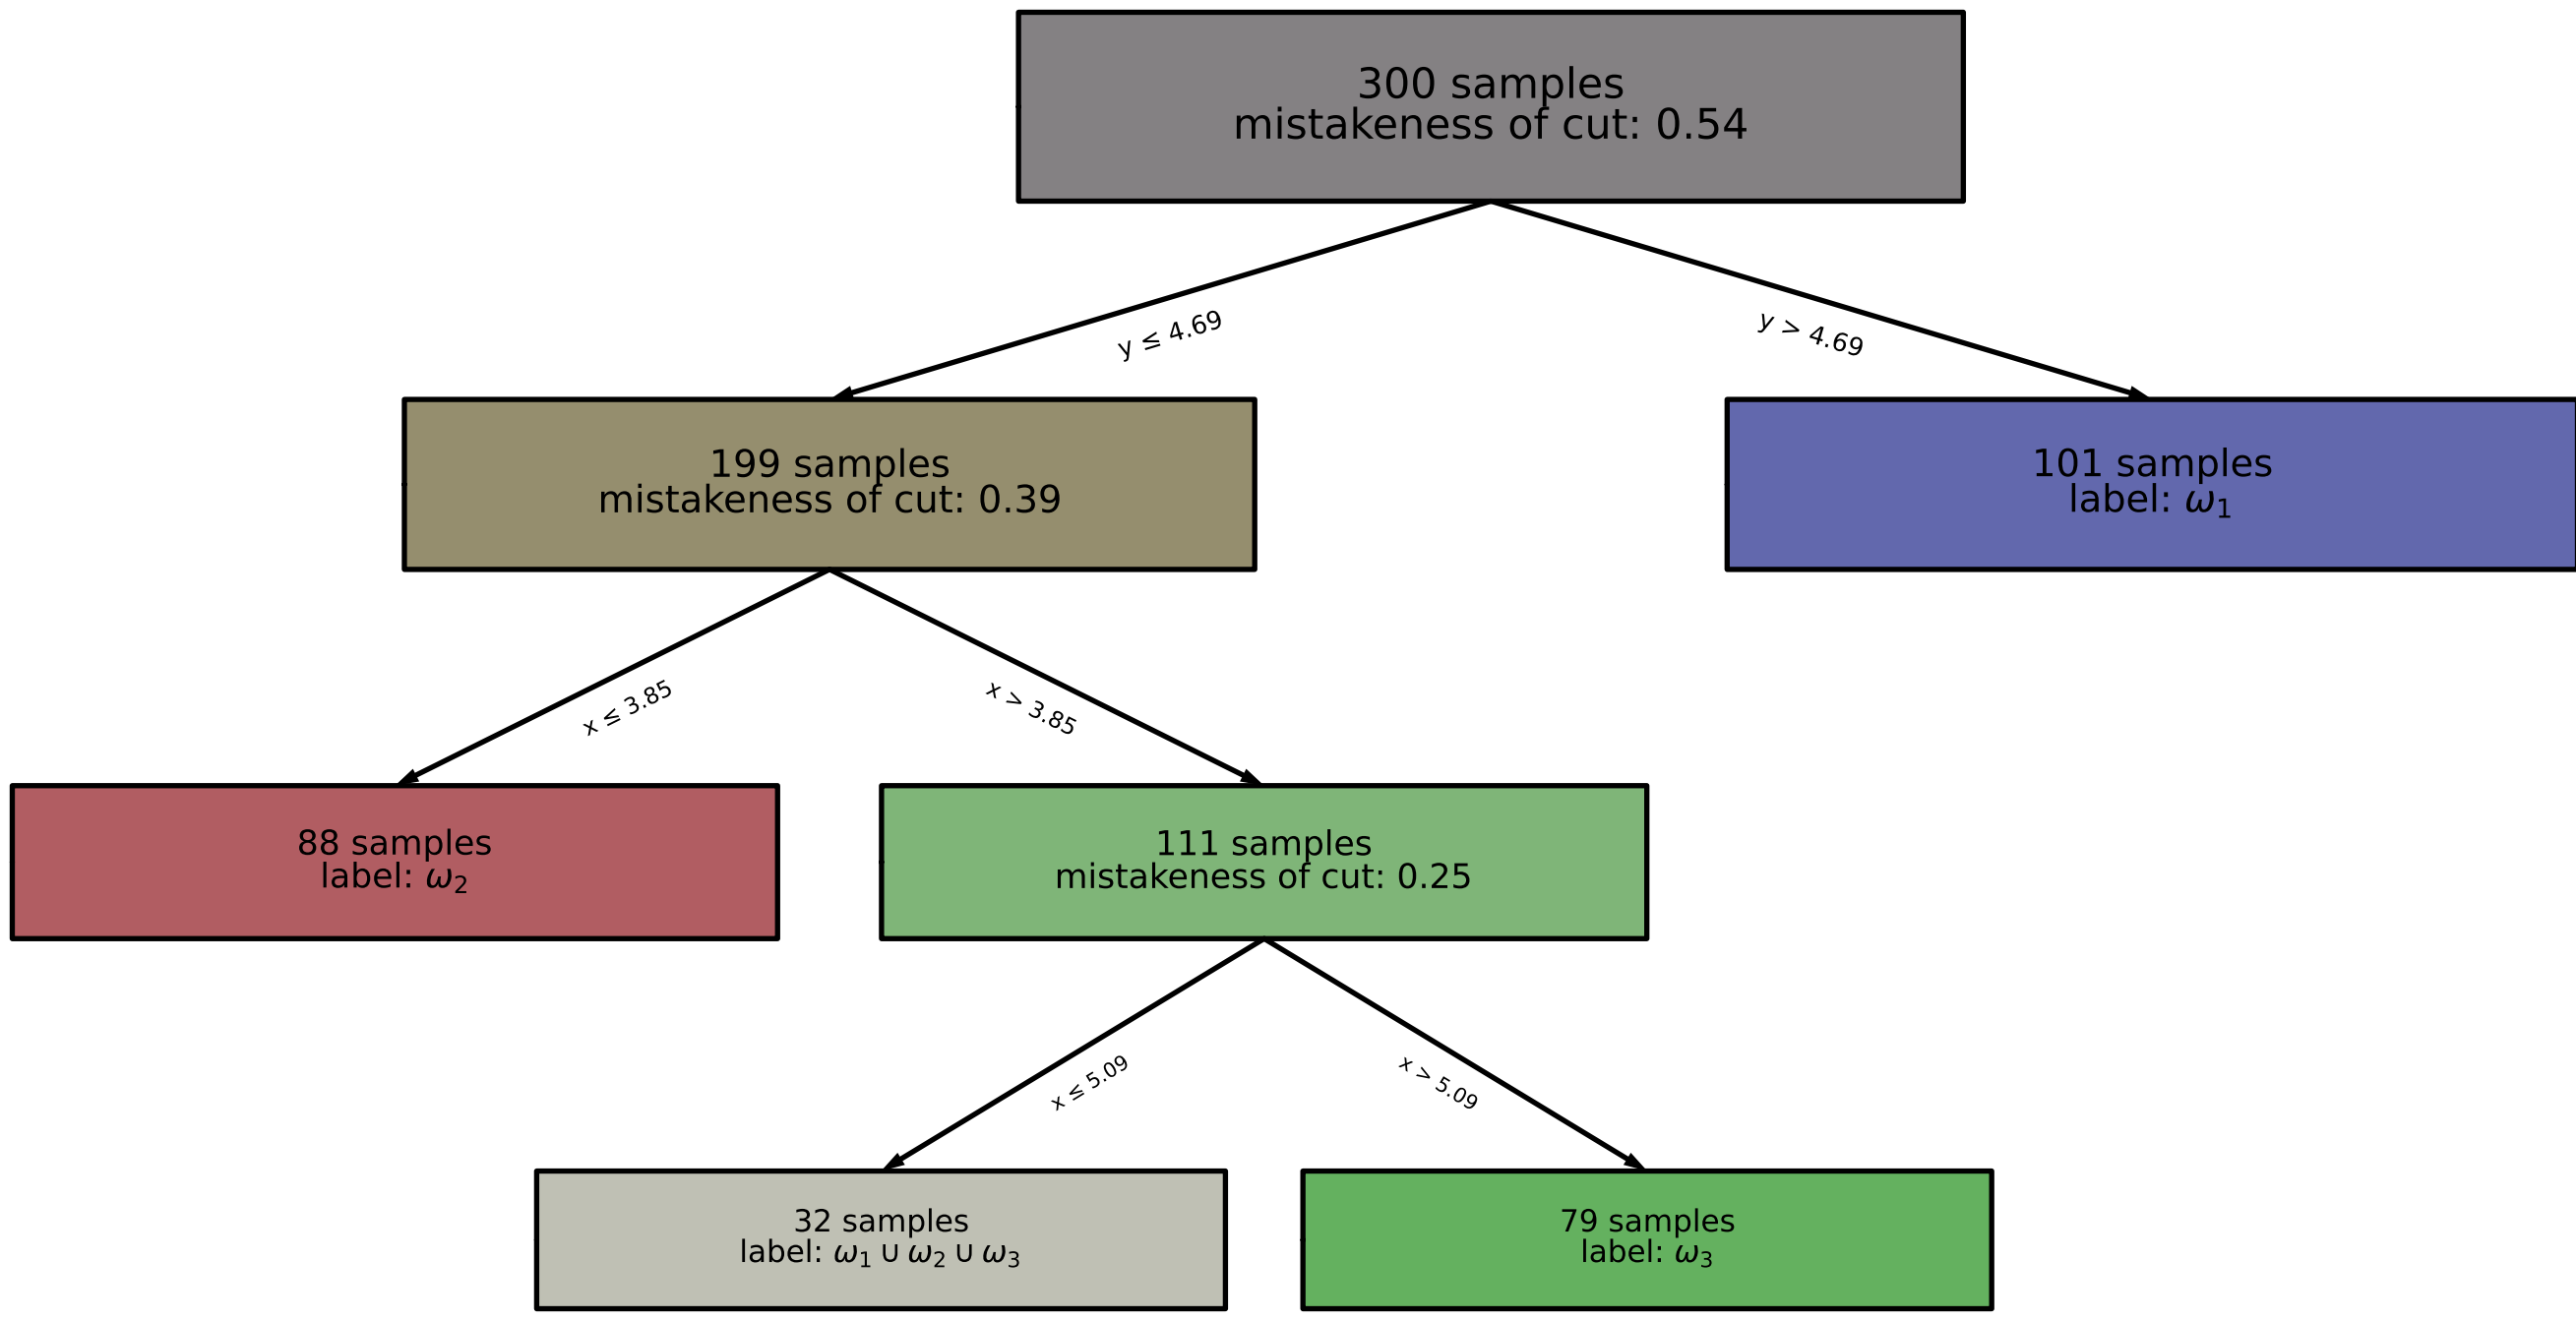 300 samples
mistakeness of cut: 0.54
y ≤ 4.69
y > 4.69
199 samples
mistakeness of cut: 0.39
101 samples
label: ω₁
x ≤ 3.85
x > 3.85
88 samples
label: ω₂
111 samples
mistakeness of cut: 0.25
x ≤ 5.09
x > 5.09
32 samples
label: ω₁ ∪ ω₂ ∪ ω₃
79 samples
label: ω₃